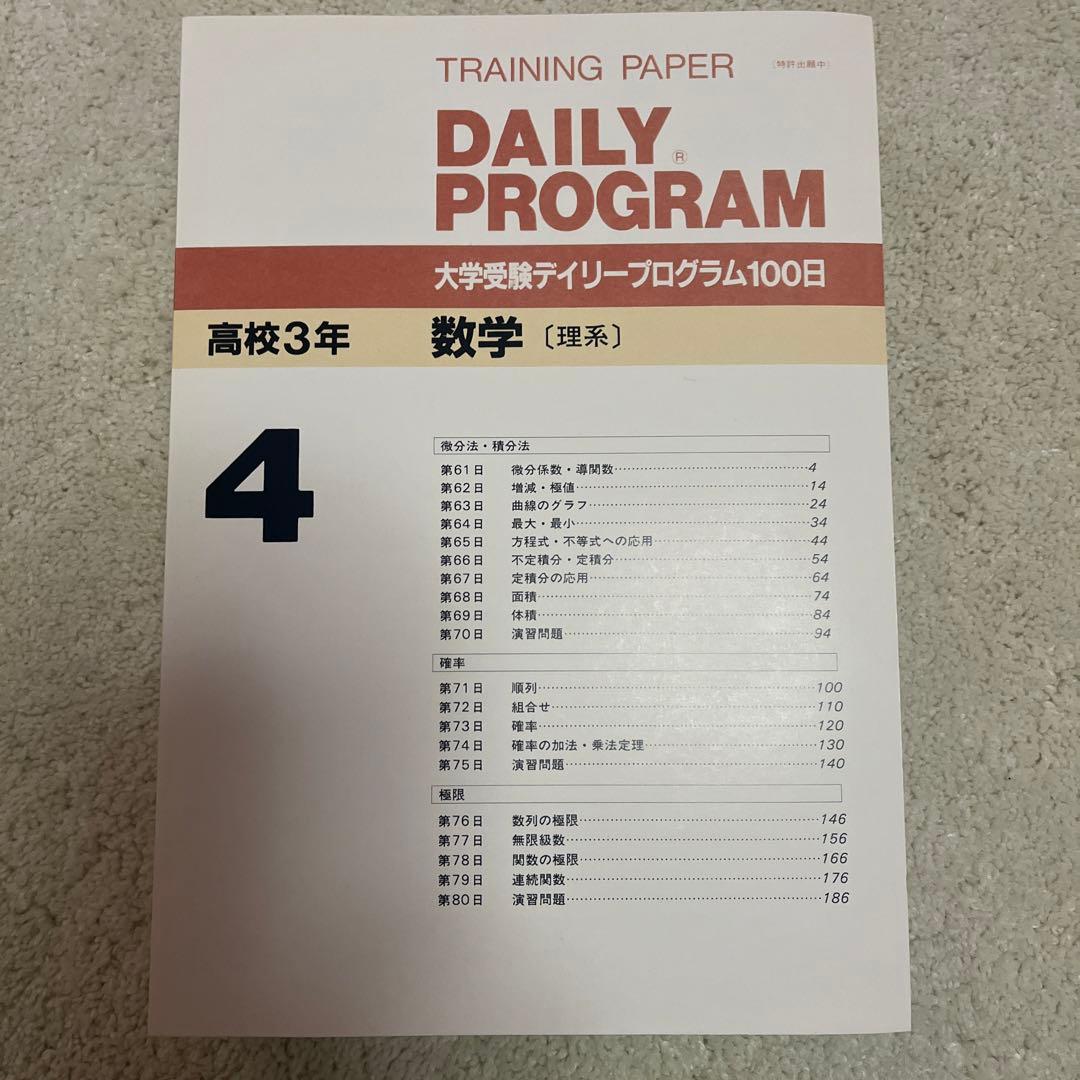 TRAINING PAPER 〔特許出願中〕
DAILY®
PROGRAM
大学受験デイリープログラム100日
高校3年 数学〔理系〕
4
微分法・積分法
第61日 微分係数・導関数……4
第62日 増減・極値……14
第63日 曲線のグラフ……24
第64日 最大・最小……34
第65日 方程式・不等式への応用……44
第66日 不定積分・定積分……54
第67日 定積分の応用……64
第68日 面積……74
第69日 体積……84
第70日 演習問題……94
確率
第71日 順列……100
第72日 組合せ……110
第73日 確率……120
第74日 確率の加法・乗法定理……130
第75日 演習問題……140
極限
第76日 数列の極限……146
第77日 無限級数……156
第78日 関数の極限……166
第79日 連続関数……176
第80日 演習問題……186